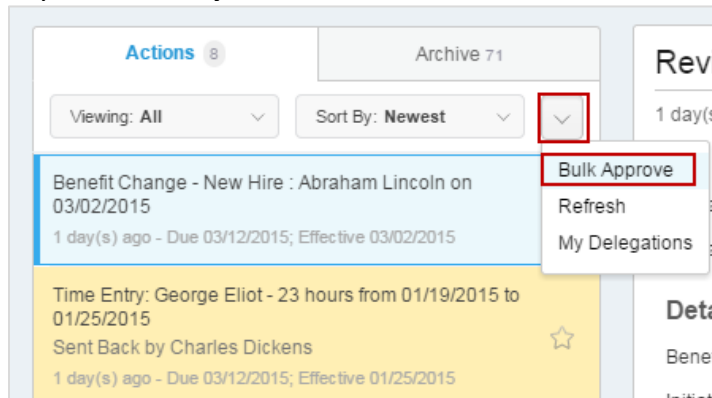 Actions 8
Archive 71
Viewing: All
Sort By: Newest
Benefit Change - New Hire : Abraham Lincoln on
03/02/2015
1 day(s) ago - Due 03/12/2015; Effective 03/02/2015
Time Entry: George Eliot - 23 hours from 01/19/2015 to
01/25/2015
Sent Back by Charles Dickens
1 day(s) ago - Due 03/12/2015; Effective 01/25/2015
Bulk Approve
Refresh
My Delegations
Rev
1 day(s
Deta
Bene